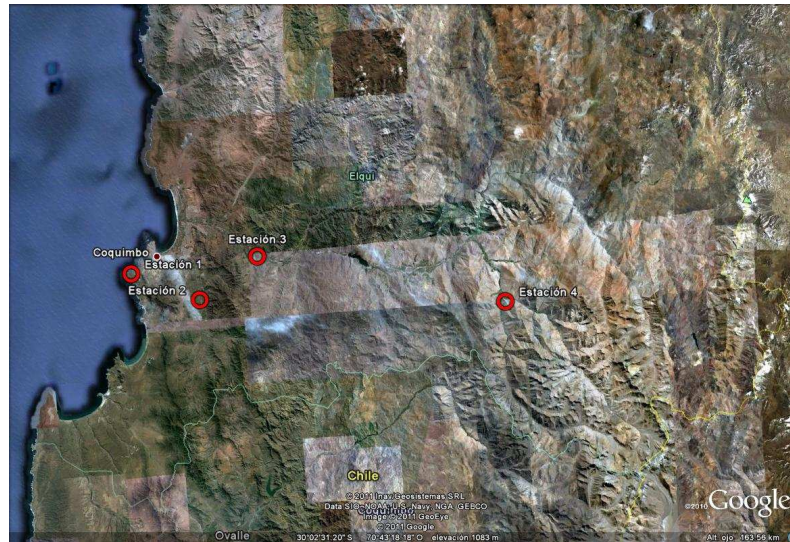 Elqui
Estación 3
Coquimbo
Estación 1
Estación 2
Estación 4
Chile
© 2011 Inav/Geosistemas SRL
Data SIO, NOAA, U.S. Navy, NGA, GEBCO
Coquimbo
Image © 2011 GeoEye
© 2011 Google
©2010 Google
Ovalle
30°02'31.20" S 70°43'18.18" O elevación 1083 m
Alt. ojo 163.56 km